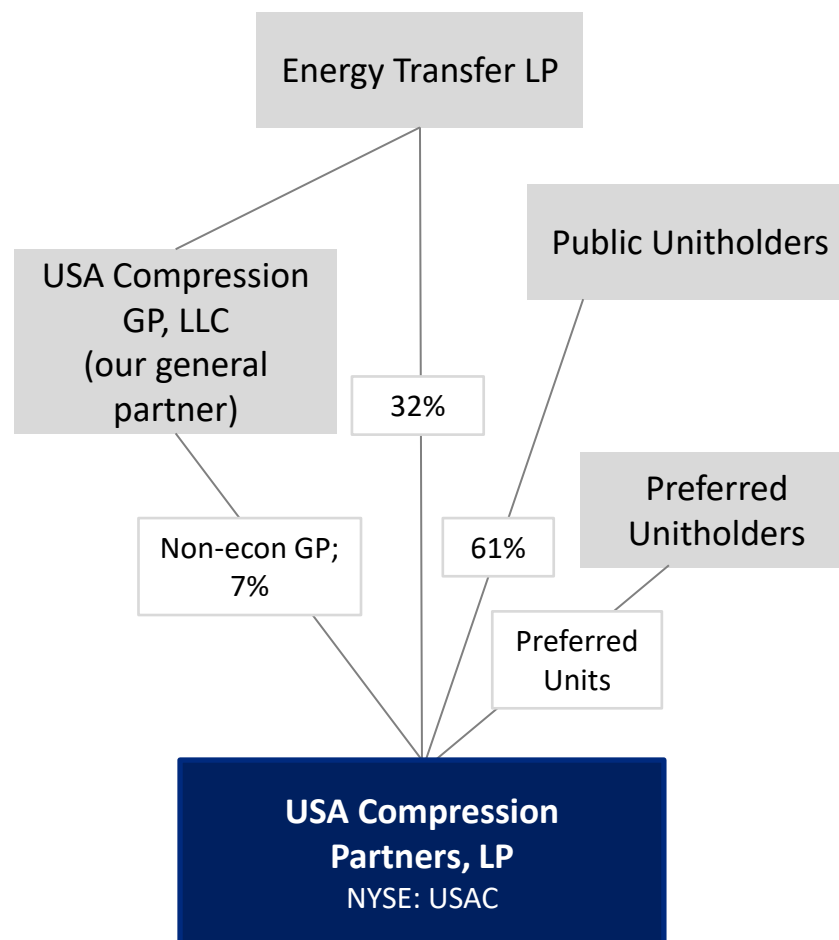 Energy Transfer LP
Public Unitholders
USA Compression
GP, LLC
(our general
partner)
32%
Preferred
Unitholders
Non-econ GP;
7%
61%
Preferred
Units
USA Compression
Partners, LP
NYSE: USAC